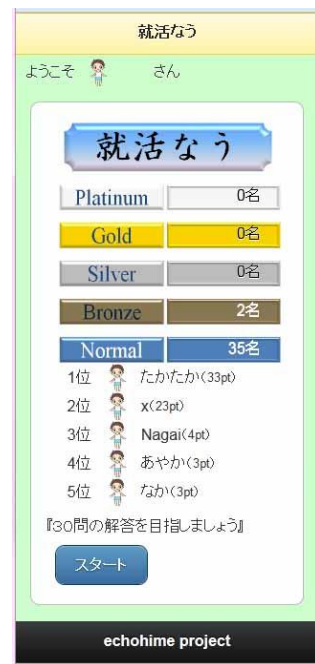 就活なう
ようこそ さん
就活なう
Platinum 0名
Gold 0名
Silver 0名
Bronze 2名
Normal 35名
1位 たかたか(33pt)
2位 x(23pt)
3位 Nagai(4pt)
4位 あやか(3pt)
5位 なか(3pt)
『30問の解答を目指しましょう』
スタート
echohime project